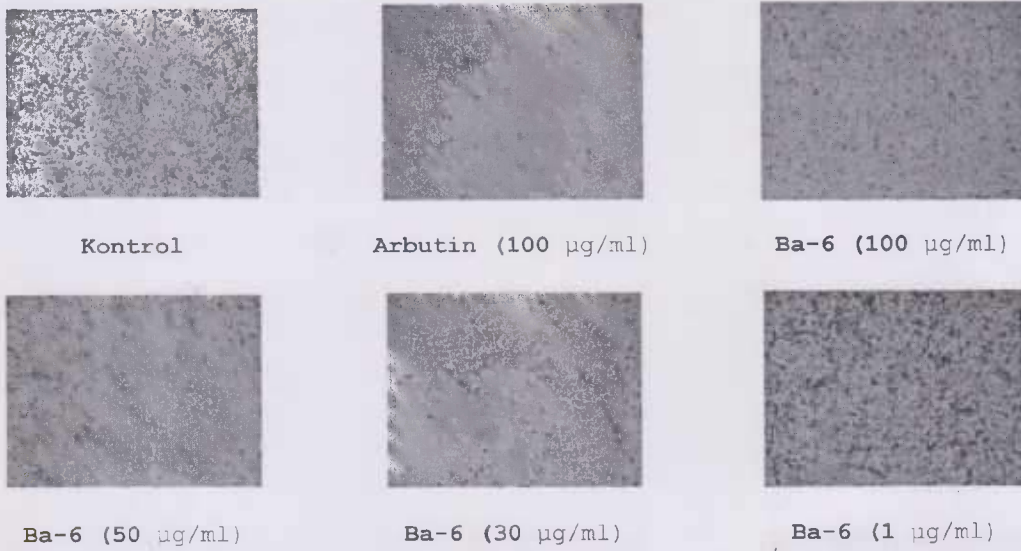 Kontrol
Arbutin (100 µg/ml)
Ba-6 (100 µg/ml)
Ba-6 (50 µg/ml)
Ba-6 (30 µg/ml)
Ba-6 (1 µg/ml)